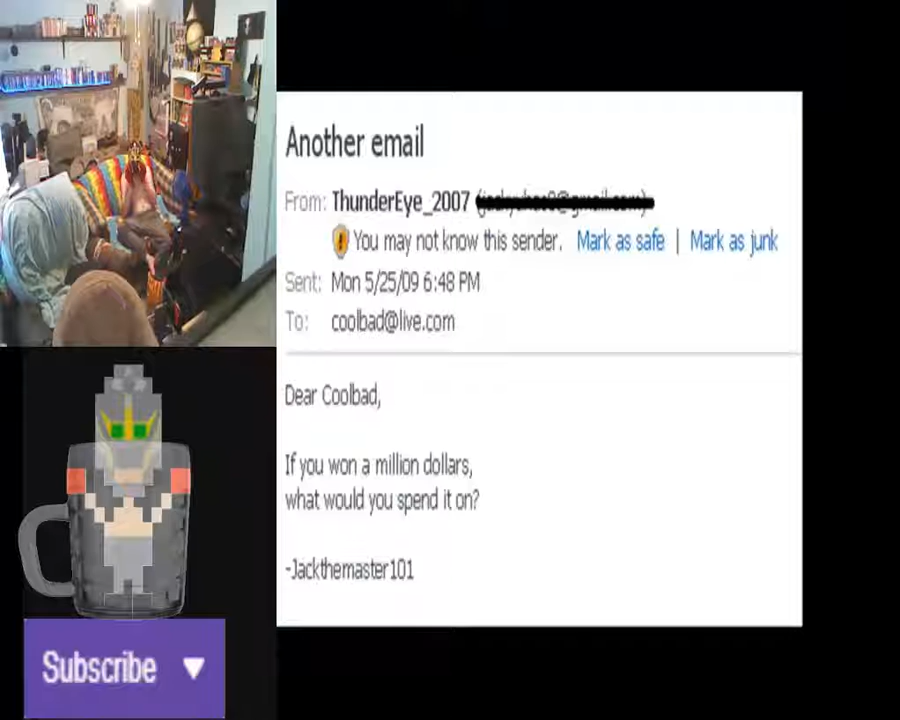 Another email
From: ThunderEye_2007
You may not know this sender. Mark as safe | Mark as junk
Sent: Mon 5/25/09 6:48 PM
To: coolbad@live.com
Dear Coolbad,
If you won a million dollars,
what would you spend it on?
-Jackthemaster101
Subscribe